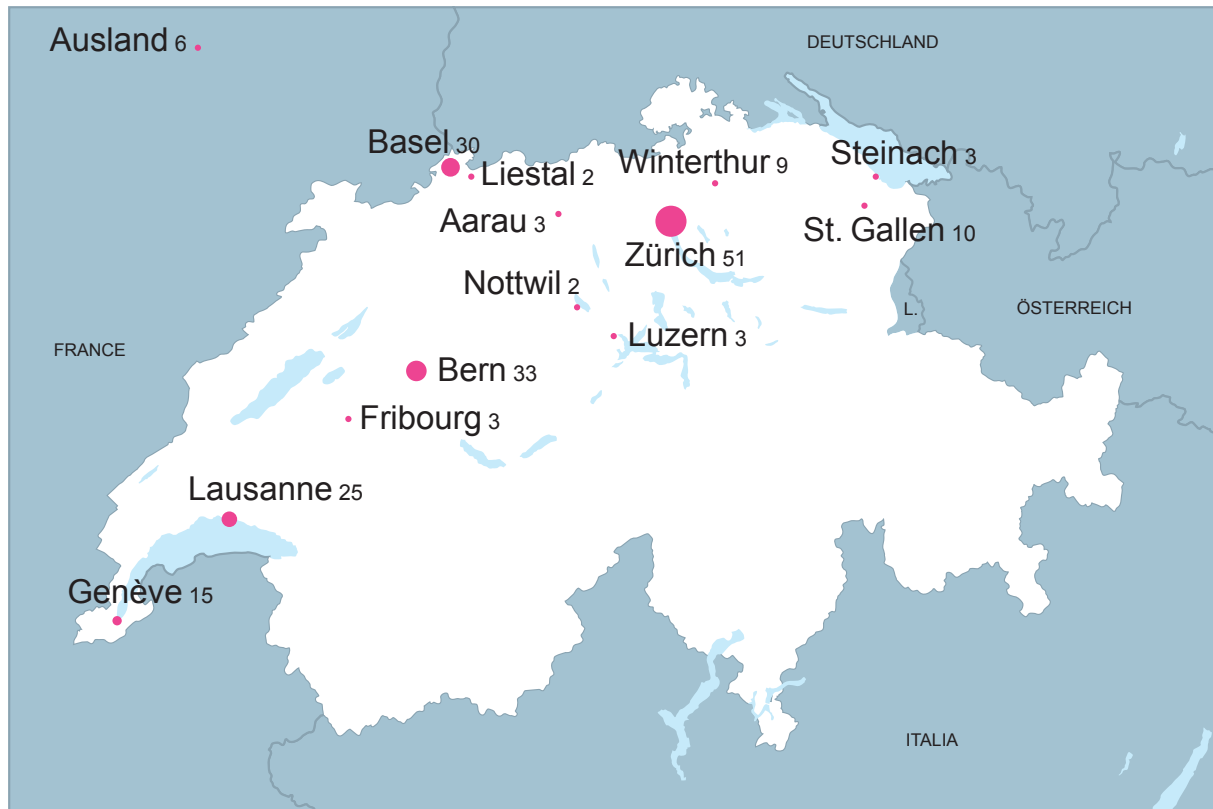 Ausland 6
DEUTSCHLAND
Basel 30
Liestal 2
Winterthur 9
Steinach 3
Aarau 3
St. Gallen 10
Zürich 51
Nottwil 2
L.
ÖSTERREICH
Luzern 3
FRANCE
Bern 33
Fribourg 3
Lausanne 25
Genève 15
ITALIA